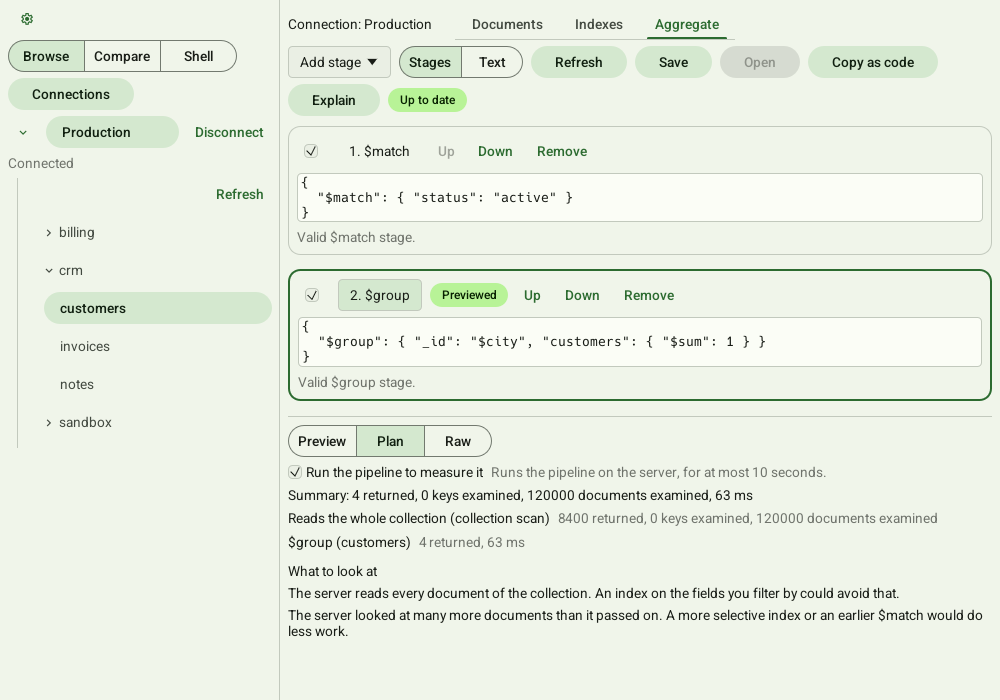 Connection: Production
Documents
Indexes
Aggregate
Browse
Compare
Shell
Connections
Production
Disconnect
Connected
Refresh
billing
crm
customers
invoices
notes
sandbox
Add stage
Stages
Text
Refresh
Save
Open
Copy as code
Explain
Up to date
1. $match
Up
Down
Remove
{
"$match": { "status": "active" }
}
Valid $match stage.
2. $group
Previewed
Up
Down
Remove
{
"$group": { "_id": "$city", "customers": { "$sum": 1 } }
}
Valid $group stage.
Preview
Plan
Raw
Run the pipeline to measure it
Runs the pipeline on the server, for at most 10 seconds.
Summary: 4 returned, 0 keys examined, 120000 documents examined, 63 ms
Reads the whole collection (collection scan)
8400 returned, 0 keys examined, 120000 documents examined
$group (customers)
4 returned, 63 ms
What to look at
The server reads every document of the collection. An index on the fields you filter by could avoid that.
The server looked at many more documents than it passed on. A more selective index or an earlier $match would do
less work.